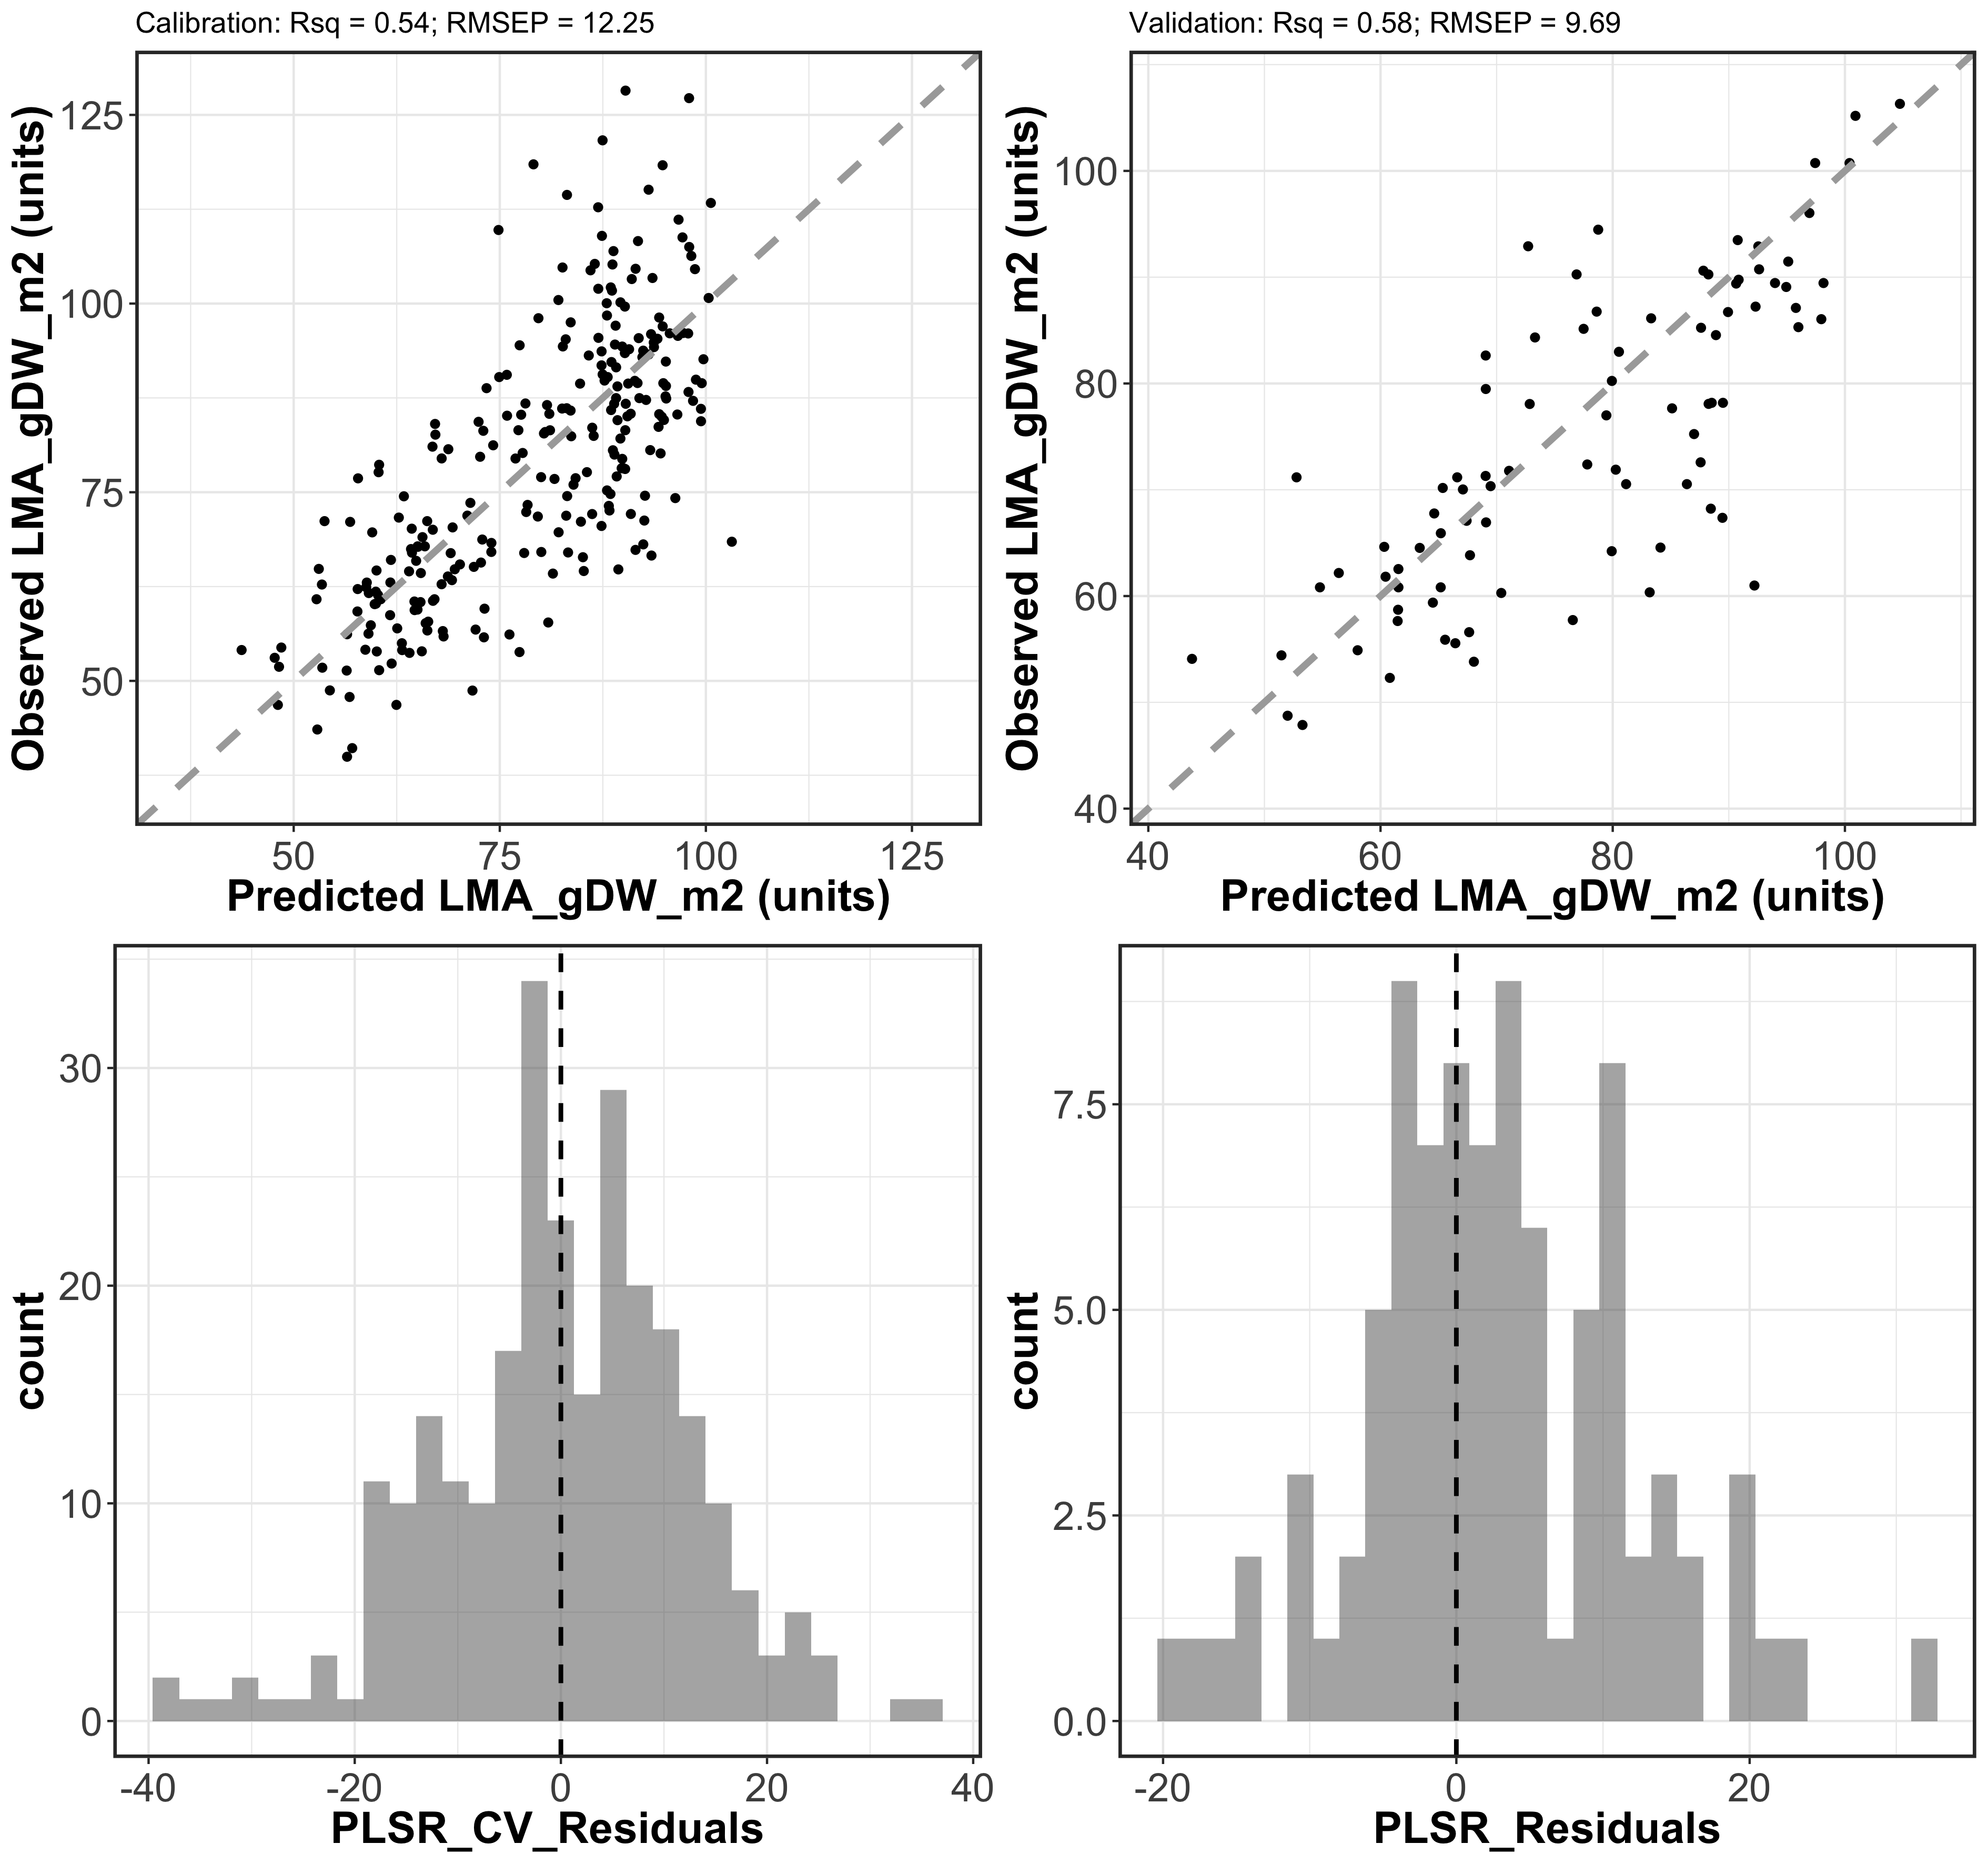 Calibration: Rsq = 0.54; RMSEP = 12.25
Observed LMA_gDW_m2 (units)
125
100
75
50
50 75 100 125
Predicted LMA_gDW_m2 (units)
Validation: Rsq = 0.58; RMSEP = 9.69
Observed LMA_gDW_m2 (units)
100
80
60
40
40 60 80 100
Predicted LMA_gDW_m2 (units)
count
30
20
10
0
-40 -20 0 20 40
PLSR_CV_Residuals
count
7.5
5.0
2.5
0.0
-20 0 20
PLSR_Residuals